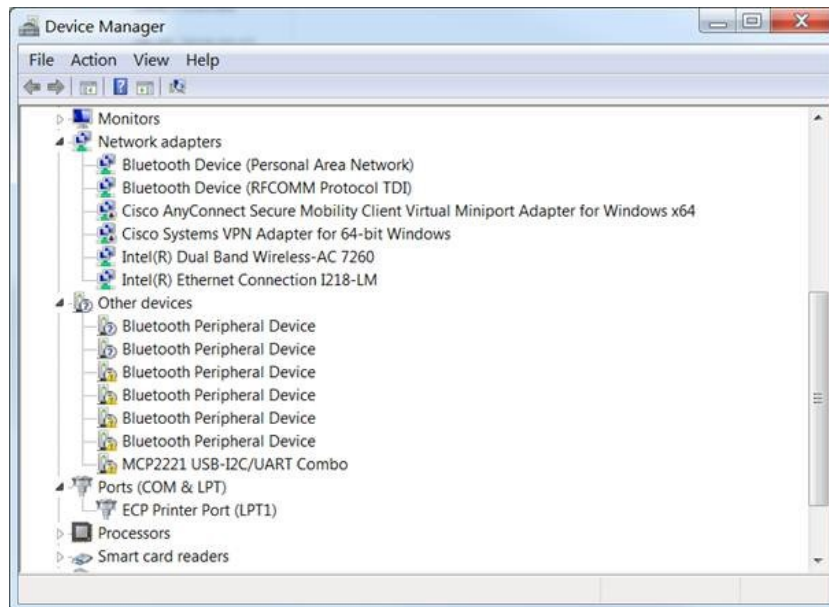 Device Manager
File Action View Help
Monitors
Network adapters
Bluetooth Device (Personal Area Network)
Bluetooth Device (RFCOMM Protocol TDI)
Cisco AnyConnect Secure Mobility Client Virtual Miniport Adapter for Windows x64
Cisco Systems VPN Adapter for 64-bit Windows
Intel(R) Dual Band Wireless-AC 7260
Intel(R) Ethernet Connection I218-LM
Other devices
Bluetooth Peripheral Device
Bluetooth Peripheral Device
Bluetooth Peripheral Device
Bluetooth Peripheral Device
Bluetooth Peripheral Device
Bluetooth Peripheral Device
MCP2221 USB-I2C/UART Combo
Ports (COM & LPT)
ECP Printer Port (LPT1)
Processors
Smart card readers